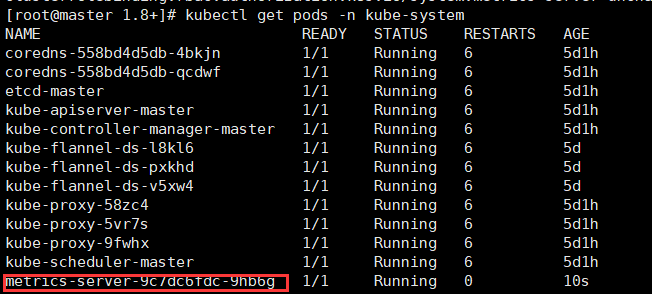 [root@master 1.8+]# kubectl get pods -n kube-system
NAME READY STATUS RESTARTS AGE
coredns-558bd4d5db-4bkjn 1/1 Running 6 5d1h
coredns-558bd4d5db-qcdwf 1/1 Running 6 5d1h
etcd-master 1/1 Running 6 5d1h
kube-apiserver-master 1/1 Running 6 5d1h
kube-controller-manager-master 1/1 Running 6 5d1h
kube-flannel-ds-l8kl6 1/1 Running 6 5d
kube-flannel-ds-pxkhd 1/1 Running 6 5d
kube-flannel-ds-v5xw4 1/1 Running 6 5d
kube-proxy-58zc4 1/1 Running 6 5d1h
kube-proxy-5vr7s 1/1 Running 6 5d1h
kube-proxy-9fwhx 1/1 Running 6 5d1h
kube-scheduler-master 1/1 Running 6 5d1h
metrics-server-9c7dc6fdc-9hb6g 1/1 Running 0 10s